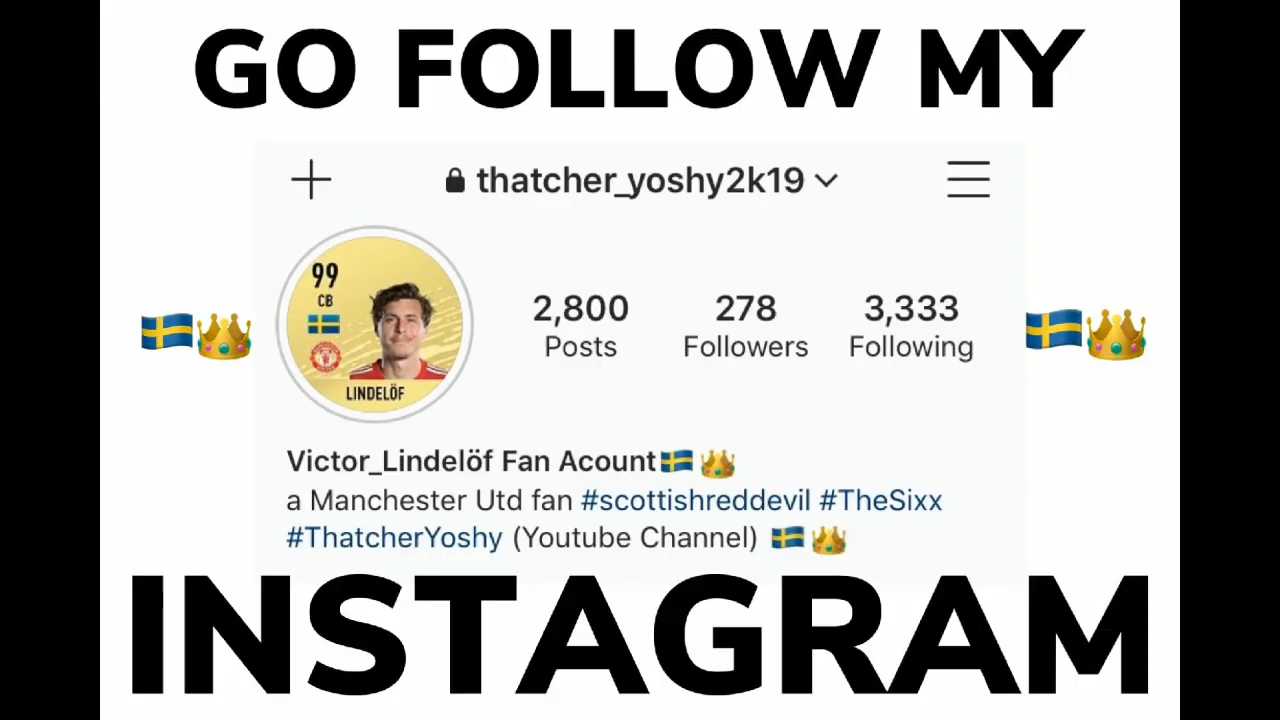 GO FOLLOW MY
thatcher_yoshy2k19
99
CB
LINDELÖF
2,800 278 3,333
Posts Followers Following
Victor_Lindelöf Fan Acount🇸🇪👑
a Manchester Utd fan #scottishreddevil #TheSixx
#ThatcherYoshy (Youtube Channel) 🇸🇪👑
INSTAGRAM